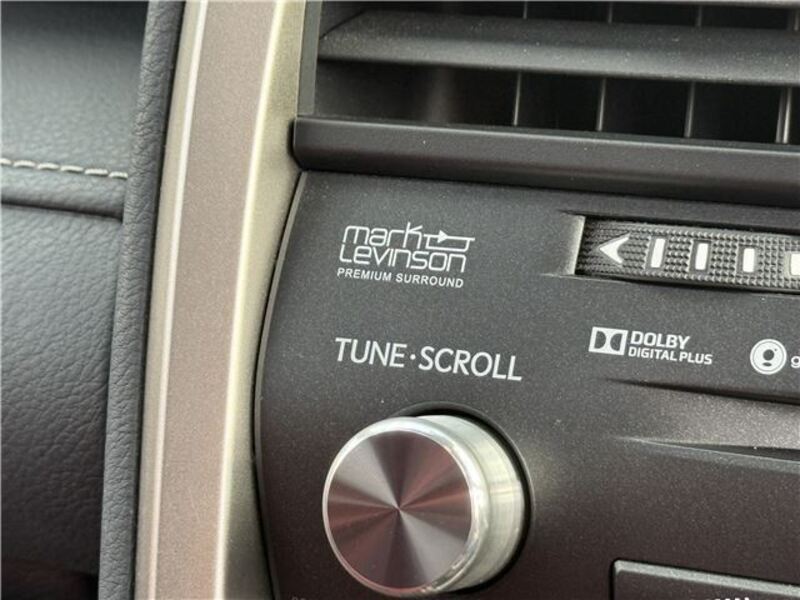 mark
LEVINSON
PREMIUM SURROUND
TUNE·SCROLL
DOLBY
DIGITAL PLUS
g